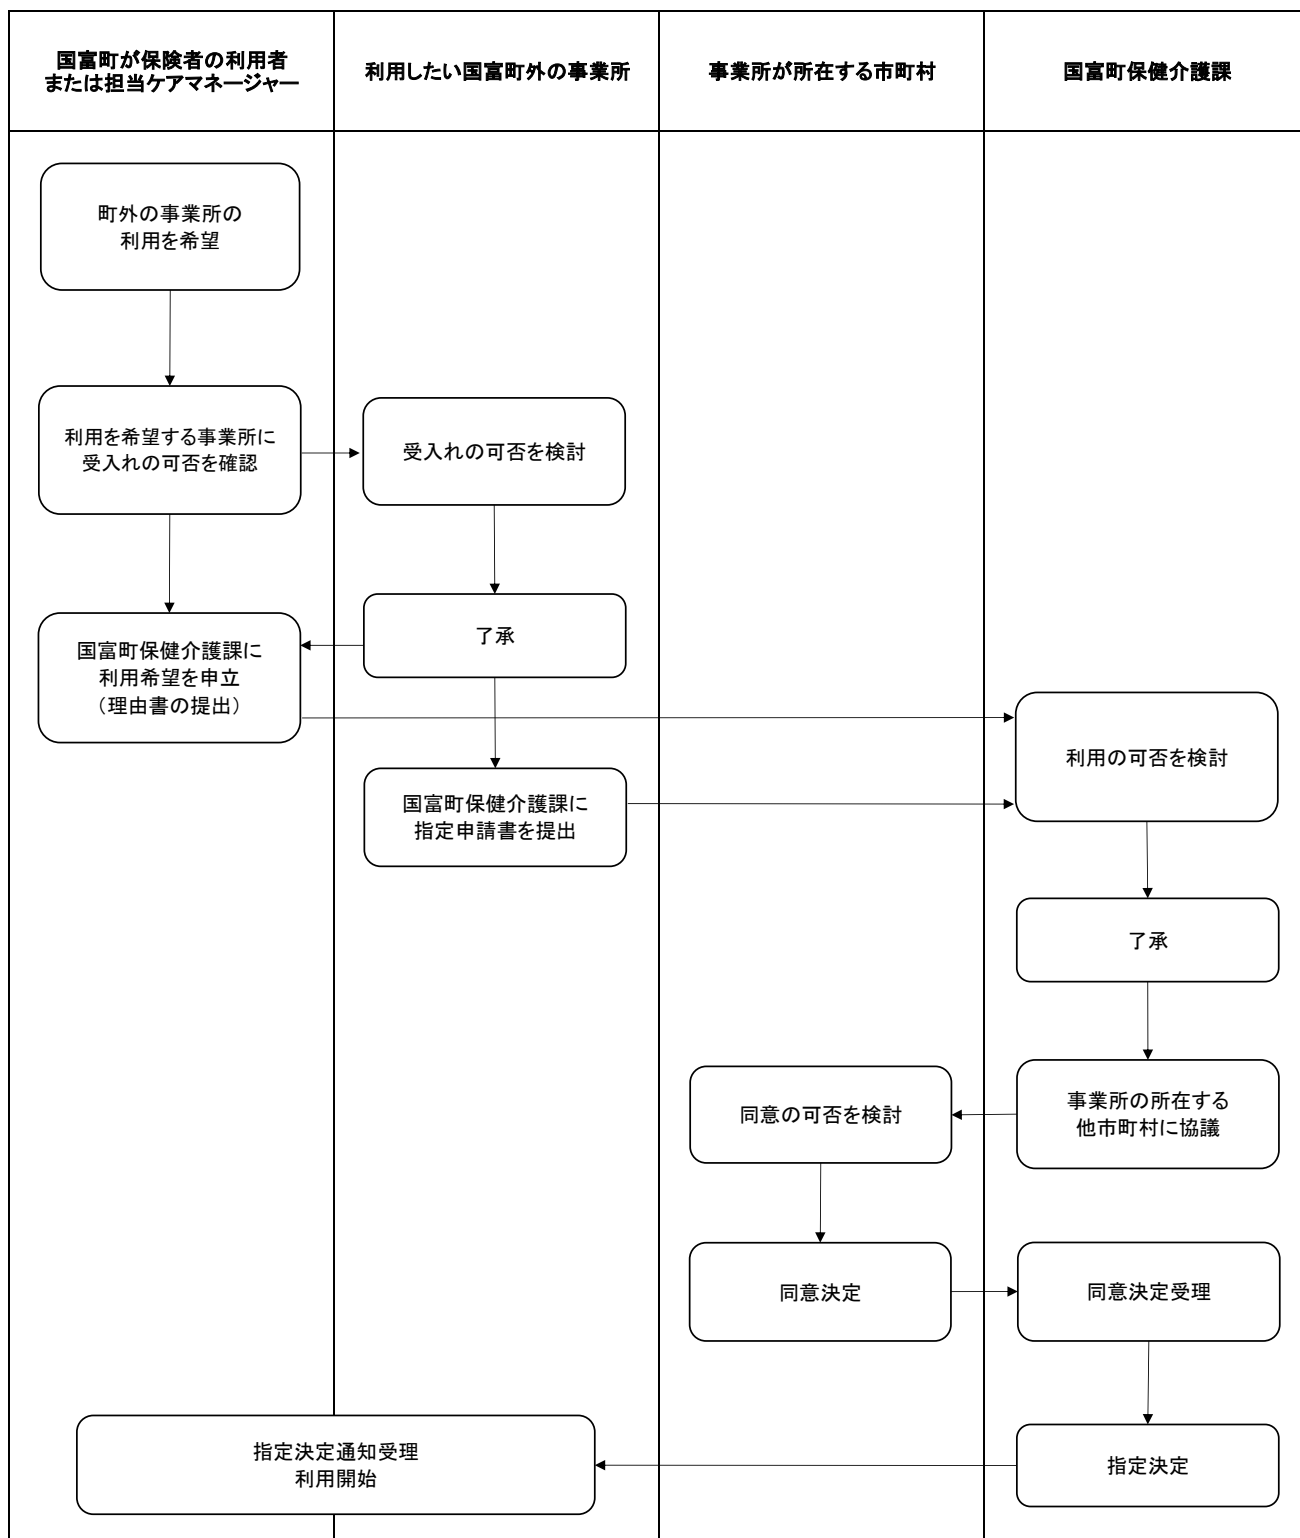 国富町が保険者の利用者
または担当ケアマネージャー
利用したい国富町外の事業所
事業所が所在する市町村
国富町保健介護課
町外の事業所の
利用を希望
利用を希望する事業所に
受入れの可否を確認
受入れの可否を検討
了承
国富町保健介護課に
利用希望を申立
（理由書の提出）
利用の可否を検討
国富町保健介護課に
指定申請書を提出
了承
事業所の所在する
他市町村に協議
同意の可否を検討
同意決定
同意決定受理
指定決定通知受理
利用開始
指定決定